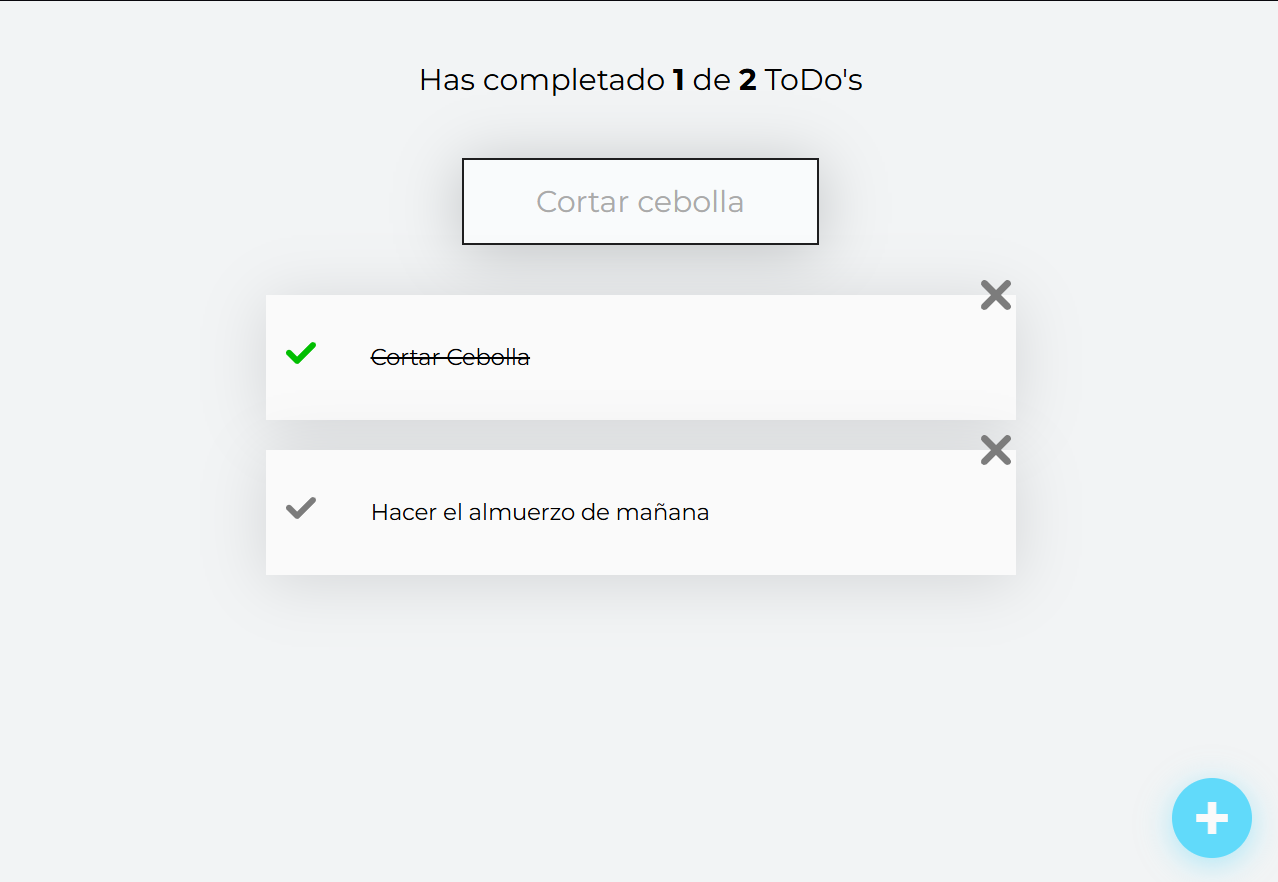 Has completado 1 de 2 ToDo's
Cortar cebolla
Cortar Cebolla
Hacer el almuerzo de mañana